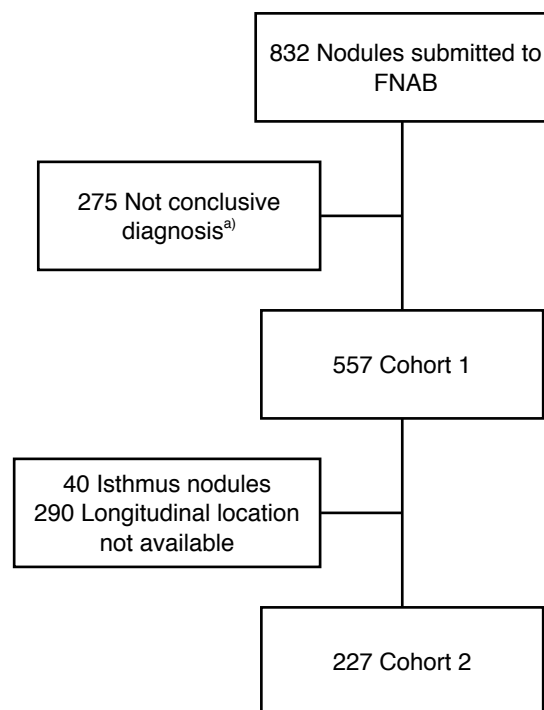 832 Nodules submitted to
FNAB
275 Not conclusive
diagnosis a)
557 Cohort 1
40 Isthmus nodules
290 Longitudinal location
not available
227 Cohort 2